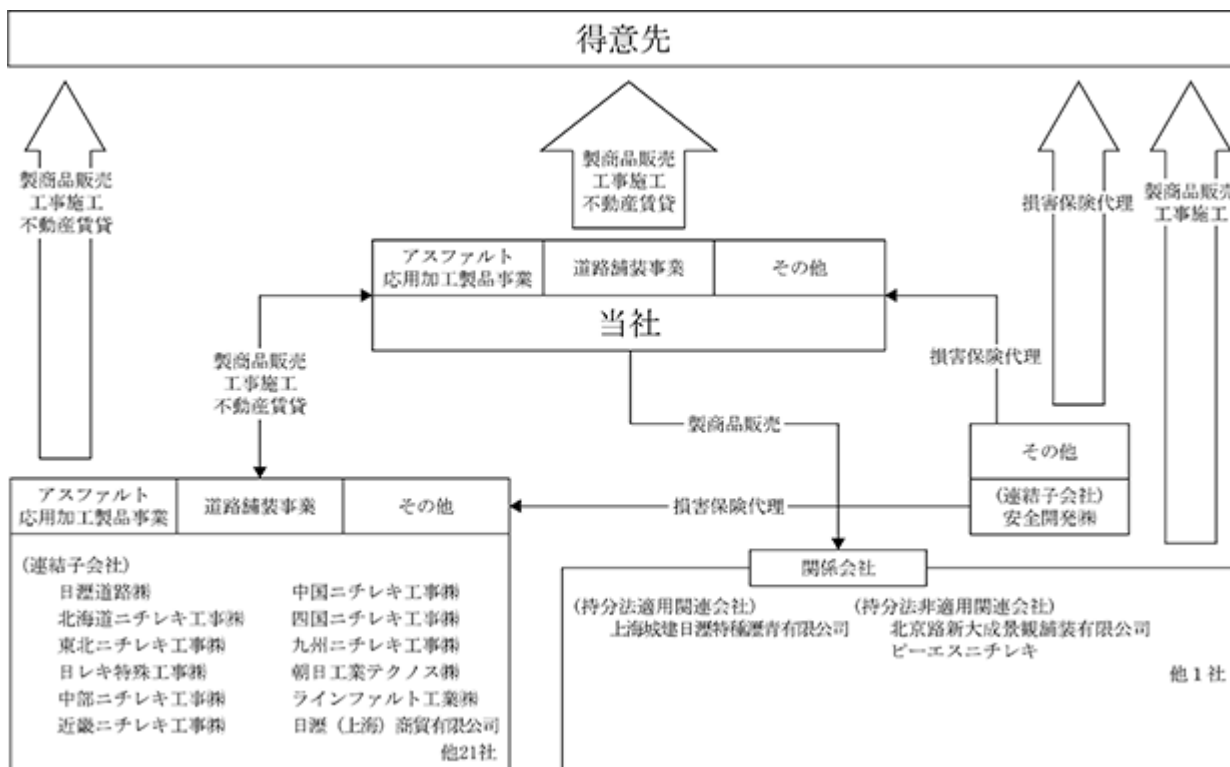 得意先
製商品販売
工事施工
不動産賃貸
製商品販売
工事施工
不動産賃貸
損害保険代理
製商品販売
工事施工
アスファルト
応用加工製品事業
道路舗装事業
その他
当社
製商品販売
工事施工
不動産賃貸
損害保険代理
製商品販売
その他
(連結子会社)
安全開発㈱
損害保険代理
アスファルト
応用加工製品事業
道路舗装事業
その他
(連結子会社)
日瀝道路㈱
北海道ニチレキ工事㈱
東北ニチレキ工事㈱
日レキ特殊工事㈱
中部ニチレキ工事㈱
近畿ニチレキ工事㈱
中国ニチレキ工事㈱
四国ニチレキ工事㈱
九州ニチレキ工事㈱
朝日工業テクノス㈱
ラインファルト工業㈱
日瀝（上海）商貿有限公司
他21社
関係会社
(持分法適用関連会社)
上海城建日瀝特種瀝青有限公司
(持分法非適用関連会社)
北京路新大成景観舗装有限公司
ピーエスニチレキ
他１社